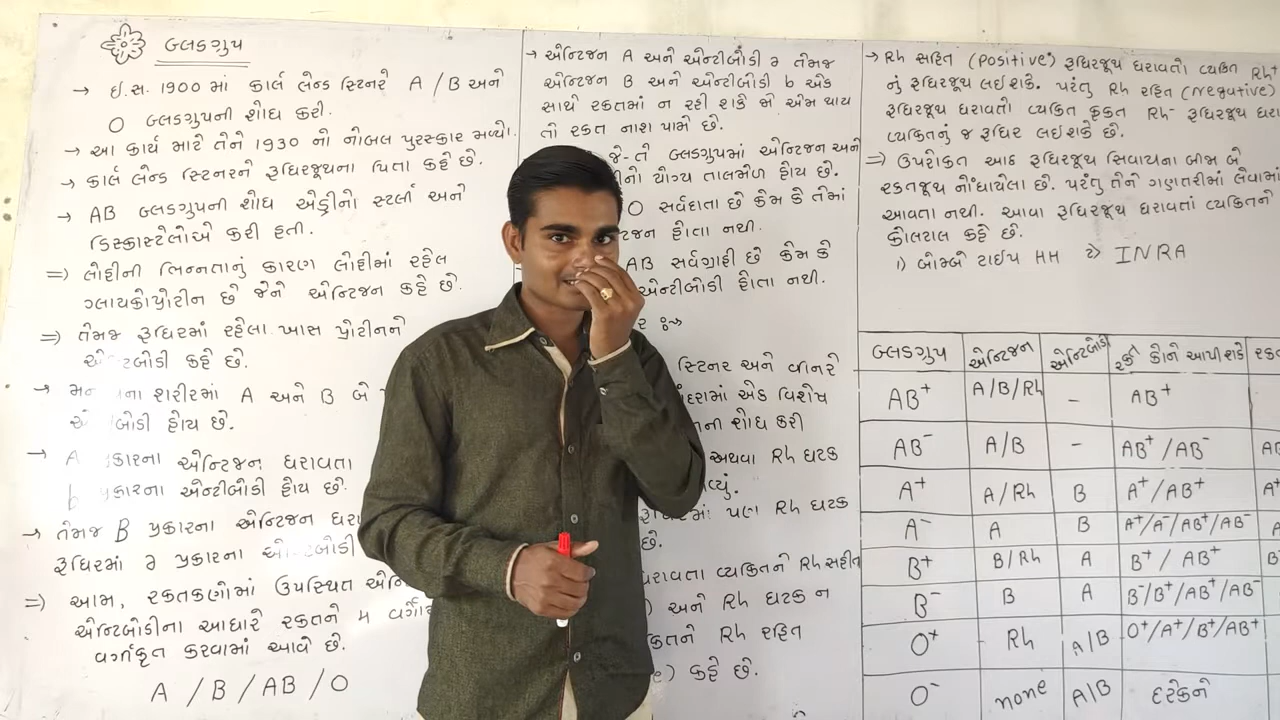 બ્લડગ્રુપ
→ ઈ.સ. 1900 માં કાર્લ લેન્ડ સ્ટિનરે A / B અને
O બ્લડગ્રુપની શોધ કરી.
→ આ કાર્ય માટે તેને 1930 નો નોબલ પુરસ્કાર મળ્યો.
→ કાર્લ લેન્ડ સ્ટિનરને રૂધિરજૂથના પિતા કહે છે.
→ AB બ્લડગ્રુપની શોધ એડ્રીનો સ્ટર્લી અને
ડિસ્કાસ્ટેલોએ કરી હતી.
⇒ લોહીની ભિન્નતાનું કારણ લોહીમાં રહેલ
ગ્લાયકોપ્રોટીન છે જેને એન્ટિજન કહે છે.
⇒ તેમજ રૂધિરમાં રહેલા ખાસ પ્રોટીનને
કહે છે.
→ ના શરીરમાં A અને B બે
હોય છે.
→ A પ્રકારના એન્ટિજન ધરાવતા
b પ્રકારના એન્ટીબોડી હોય છે.
→ તેમજ B પ્રકારના એન્ટિજન
રૂધિરમાં a પ્રકારના
⇒ આમ, રક્તકણોમાં ઉપસ્થિત
એન્ટિબોડીના આધારે રક્તને 4
વર્ગીકૃત કરવામાં આવે છે.
A / B / AB / O
→ એન્ટિજન A અને એન્ટીબોડી a તેમજ
એન્ટિજન B અને એન્ટીબોડી b એક
સાથે રક્તમાં ન રહી શકે જો એમ થાય
તો રક્ત નાશ પામે છે.
જે-તે બ્લડગ્રુપમાં એન્ટિજન અને
યોગ્ય તાલમેળ હોય છે.
O સર્વદાતા છે કેમ કે તેમાં
હોતા નથી.
AB સર્વગ્રાહી છે કેમ કે
એન્ટીબોડી હોતા નથી.
સ્ટિનર અને વાનરે
એક વિશેષ
શોધ કરી
અથવા Rh ઘટક
પણ Rh ઘટક
છે.
ધરાવતા વ્યક્તિને Rh સહીત
અને Rh ઘટક ન
Rh રહિત
કહે છે.
→ Rh સહિત (Positive) રૂધિરજૂથ ધરાવતો વ્યક્તિ Rh+
નું રૂધિરજૂથ લઈ શકે. પરંતુ Rh રહિત (Negative)
રૂધિરજૂથ ધરાવતો વ્યક્તિ ફક્ત Rh- રૂધિરજૂથ
વ્યક્તિનું જ રૂધિર લઈ શકે છે.
⇒ ઉપરોક્ત આઠ રૂધિરજૂથ સિવાયના બીજા બે
રક્તજૂથ નોંધાયેલા છે. પરંતુ તેને ગણતરીમાં લેવામાં
આવતા નથી. આવા રૂધિરજૂથ ધરાવતાં વ્યક્તિને
કોલટાલ કહે છે.
1) બોમ્બે ટાઈપ HH 2) INRA
બ્લડગ્રુપ એન્ટિજન એન્ટિબોડી રક્ત કોને આપી શકે
AB+ A/B/Rh - AB+
AB- A/B - AB+/AB-
A+ A/Rh B A+/AB+
A- A B A+/A-/AB+/AB-
B+ B/Rh A B+/AB+
B- B A B-/B+/AB+/AB-
O+ Rh A/B O+/A+/B+/AB+
O- none A/B દરેકને